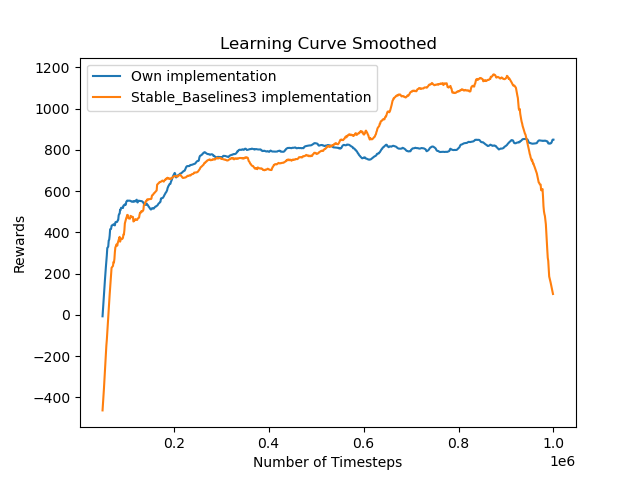 Learning Curve Smoothed
Own implementation
Stable_Baselines3 implementation
1200
1000
800
600
400
200
0
−200
−400
Rewards
0.2 0.4 0.6 0.8 1.0
1e6
Number of Timesteps